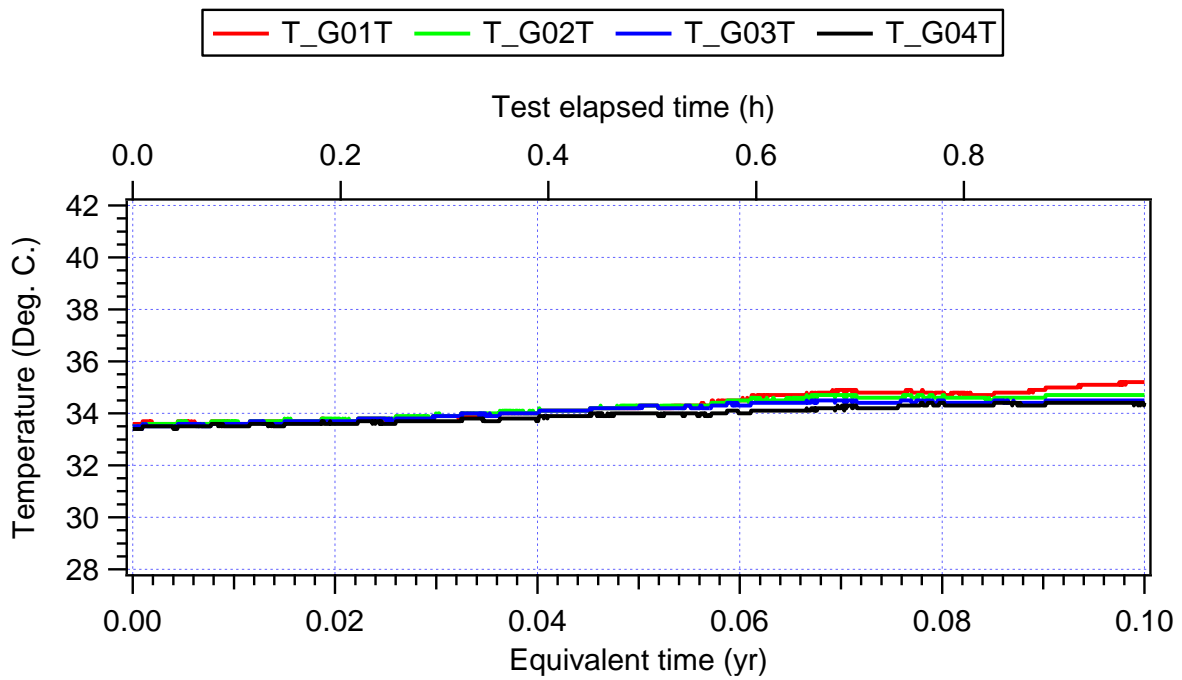 T_G01T T_G02T T_G03T T_G04T
Test elapsed time (h)
0.0 0.2 0.4 0.6 0.8
Temperature (Deg. C.)
42
40
38
36
34
32
30
28
0.00 0.02 0.04 0.06 0.08 0.10
Equivalent time (yr)